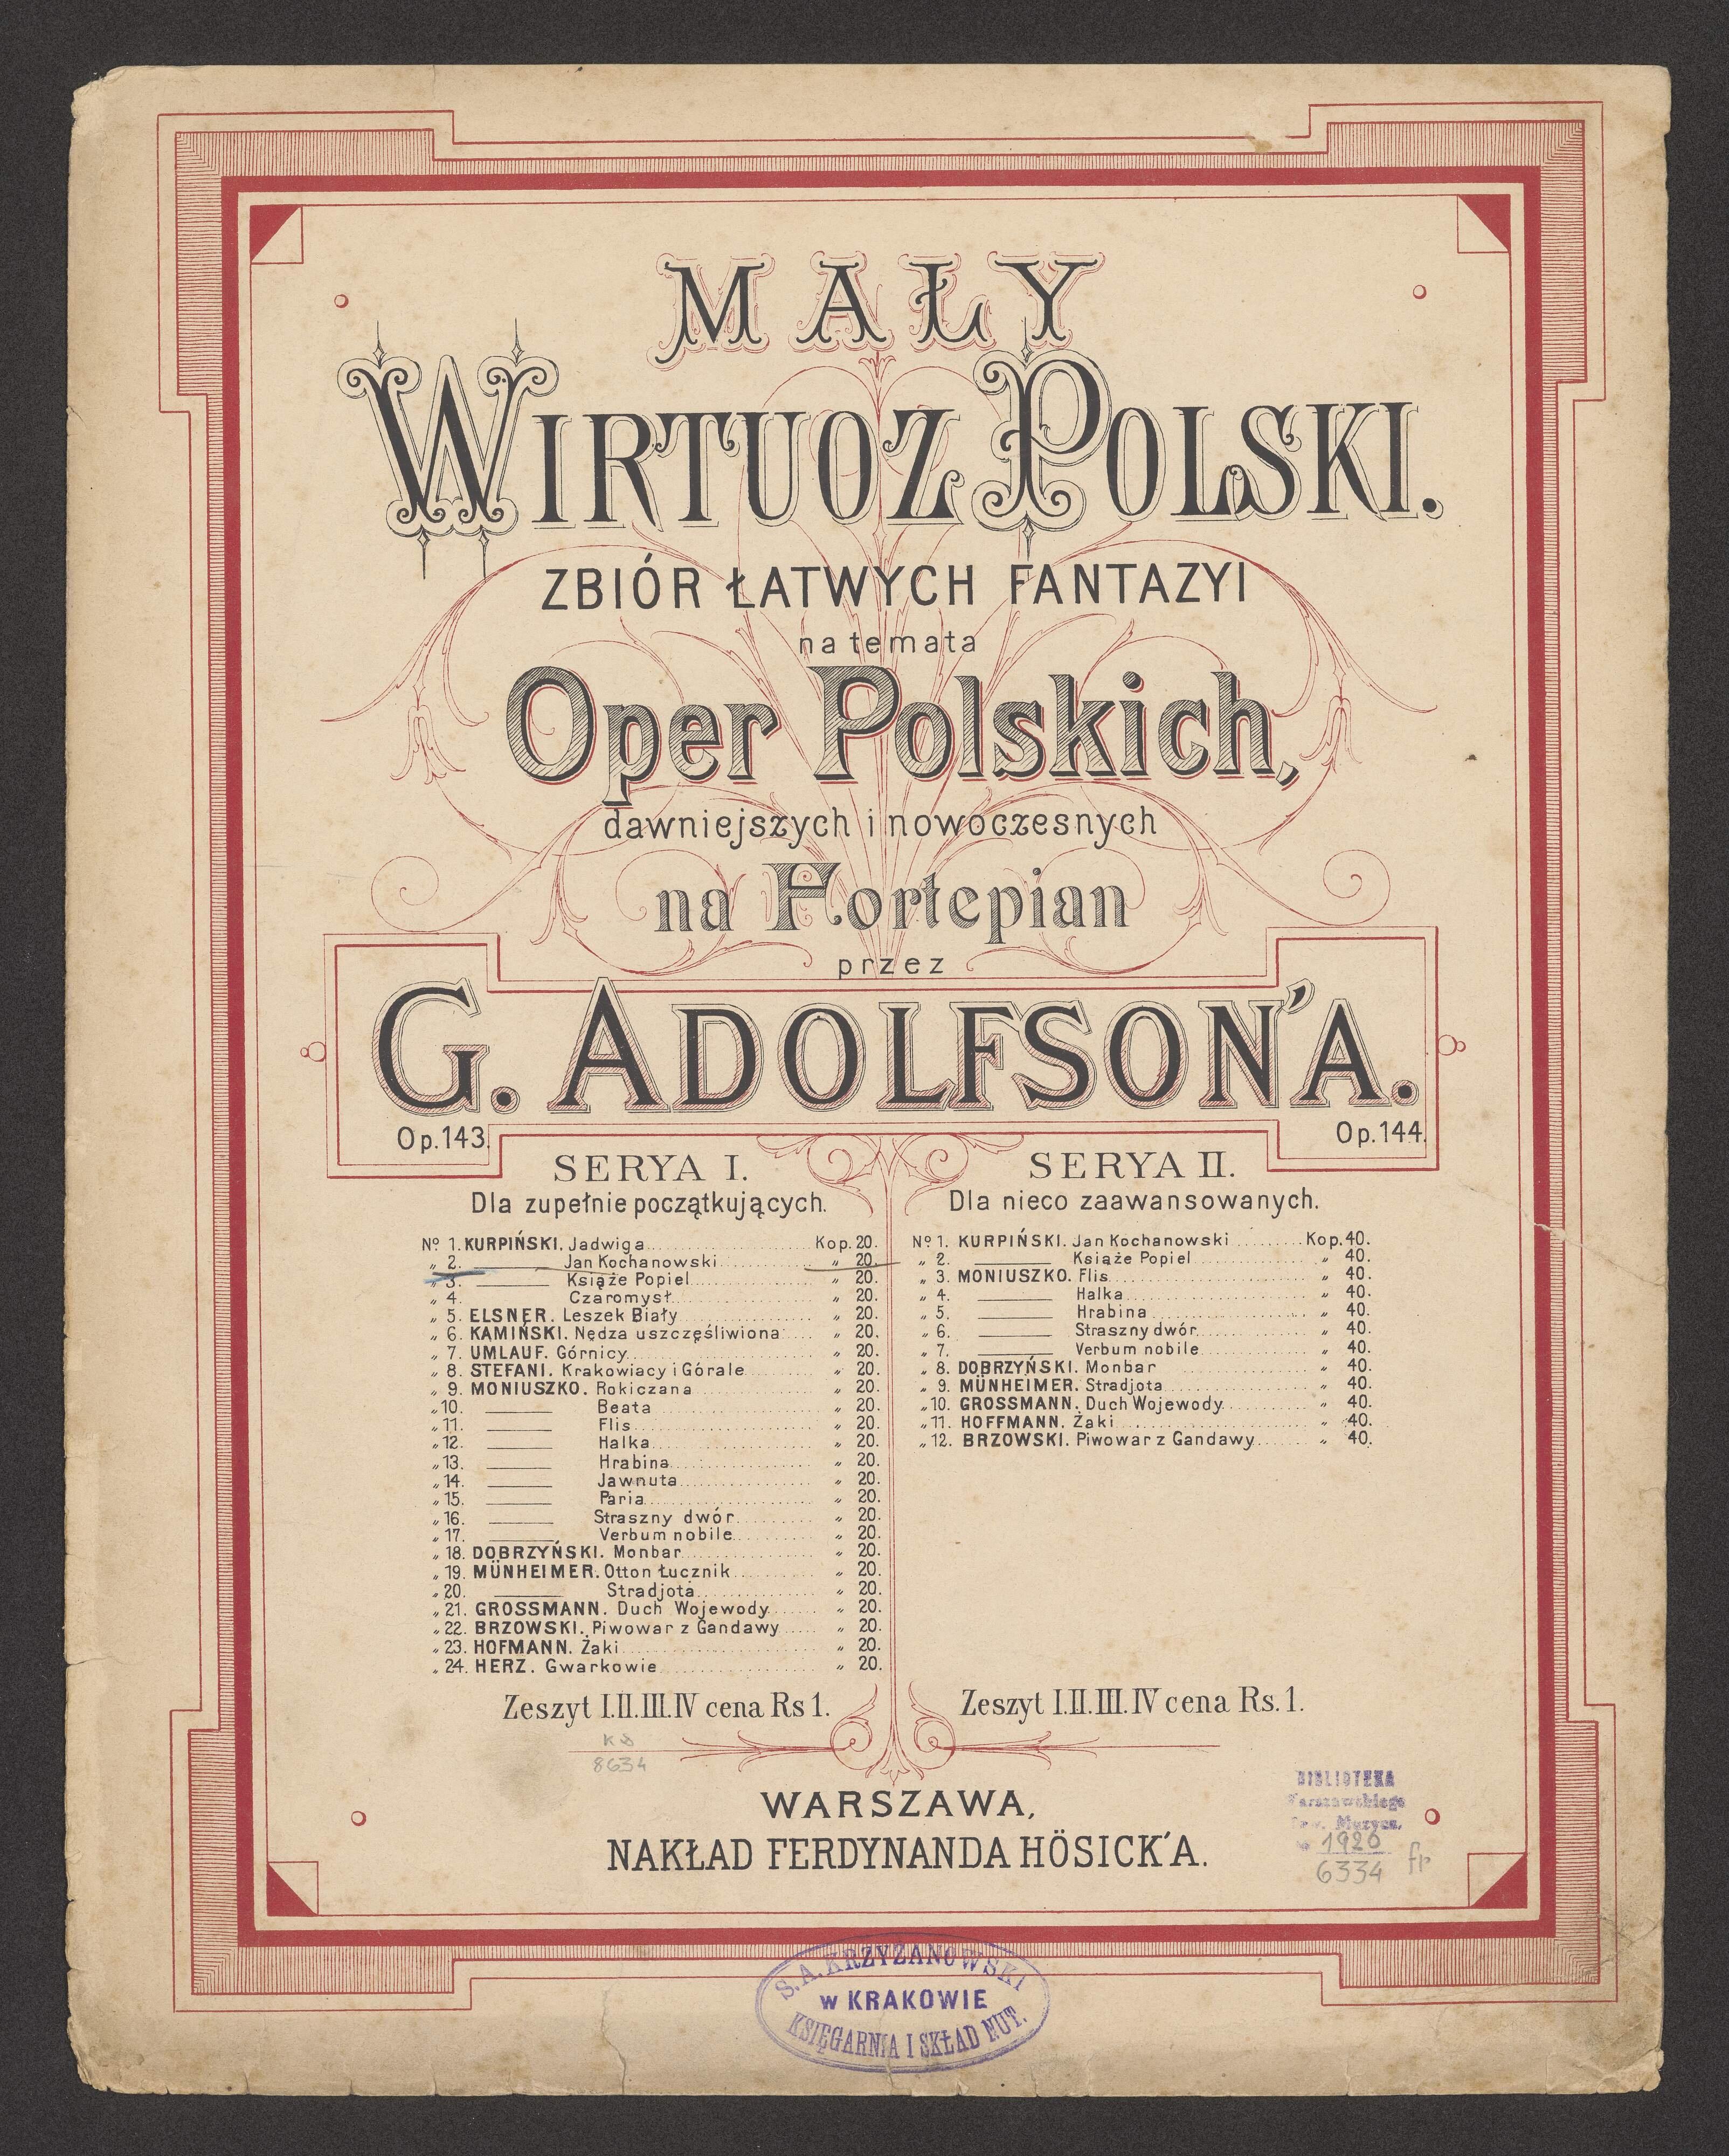 MAŁY
WIRTUOZ POLSKI.
ZBIÓR ŁATWYCH FANTAZYI
na temata
Oper Polskich,
dawniejszych i nowoczesnych
na Fortepian
przez
G. ADOLFSON'A.
Op. 143.
Op. 144.
SERYA I.
Dla zupełnie początkujących.
No 1. KURPIŃSKI. Jadwiga Kop. 20.
„ 2. Jan Kochanowski „ 20.
„ 3. Książe Popiel „ 20.
„ 4. Czaromysł „ 20.
„ 5. ELSNER. Leszek Biały „ 20.
„ 6. KAMIŃSKI. Nędza uszczęśliwiona „ 20.
„ 7. UMLAUF. Górnicy „ 20.
„ 8. STEFANI. Krakowiacy i Górale „ 20.
„ 9. MONIUSZKO. Rokiczana „ 20.
„ 10. Beata „ 20.
„ 11. Flis „ 20.
„ 12. Halka „ 20.
„ 13. Hrabina „ 20.
„ 14. Jawnuta „ 20.
„ 15. Paria „ 20.
„ 16. Straszny dwór „ 20.
„ 17. Verbum nobile „ 20.
„ 18. DOBRZYŃSKI. Monbar „ 20.
„ 19. MÜNHEIMER. Otton Łucznik „ 20.
„ 20. Stradjota „ 20.
„ 21. GROSSMANN. Duch Wojewody „ 20.
„ 22. BRZOWSKI. Piwowar z Gandawy „ 20.
„ 23. HOFMANN. Żaki „ 20.
„ 24. HERZ. Gwarkowie „ 20.
Zeszyt I.II.III.IV cena Rs 1.
SERYA II.
Dla nieco zaawansowanych.
No 1. KURPIŃSKI. Jan Kochanowski Kop. 40.
„ 2. Książe Popiel „ 40.
„ 3. MONIUSZKO. Flis „ 40.
„ 4. Halka „ 40.
„ 5. Hrabina „ 40.
„ 6. Straszny dwór „ 40.
„ 7. Verbum nobile „ 40.
„ 8. DOBRZYŃSKI. Monbar „ 40.
„ 9. MÜNHEIMER. Stradjota „ 40.
„ 10. GROSSMANN. Duch Wojewody „ 40.
„ 11. HOFFMANN. Żaki „ 40.
„ 12. BRZOWSKI. Piwowar z Gandawy „ 40.
Zeszyt I.II.III.IV cena Rs. 1.
8634
WARSZAWA,
NAKŁAD FERDYNANDA HÖSICK'A.
BIBLIOTEKA
Warszawskiego
Tow. Muzycz.
1920
6334
S. A. KRZYZANOWSKI
w KRAKOWIE
KSIĘGARNIA I SKŁAD NUT.